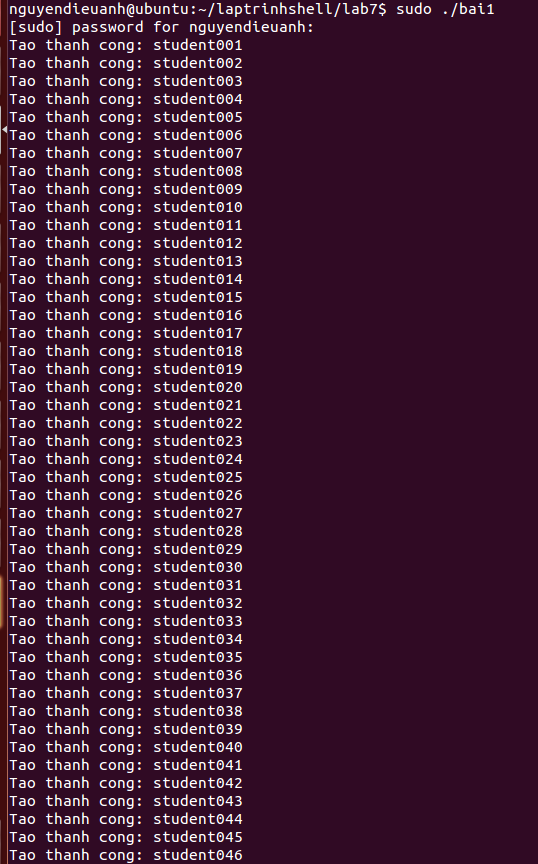 nguyendieuanh@ubuntu:~/laptrinhshell/lab7$ sudo ./bai1
[sudo] password for nguyendieuanh:
Tao thanh cong: student001
Tao thanh cong: student002
Tao thanh cong: student003
Tao thanh cong: student004
Tao thanh cong: student005
Tao thanh cong: student006
Tao thanh cong: student007
Tao thanh cong: student008
Tao thanh cong: student009
Tao thanh cong: student010
Tao thanh cong: student011
Tao thanh cong: student012
Tao thanh cong: student013
Tao thanh cong: student014
Tao thanh cong: student015
Tao thanh cong: student016
Tao thanh cong: student017
Tao thanh cong: student018
Tao thanh cong: student019
Tao thanh cong: student020
Tao thanh cong: student021
Tao thanh cong: student022
Tao thanh cong: student023
Tao thanh cong: student024
Tao thanh cong: student025
Tao thanh cong: student026
Tao thanh cong: student027
Tao thanh cong: student028
Tao thanh cong: student029
Tao thanh cong: student030
Tao thanh cong: student031
Tao thanh cong: student032
Tao thanh cong: student033
Tao thanh cong: student034
Tao thanh cong: student035
Tao thanh cong: student036
Tao thanh cong: student037
Tao thanh cong: student038
Tao thanh cong: student039
Tao thanh cong: student040
Tao thanh cong: student041
Tao thanh cong: student042
Tao thanh cong: student043
Tao thanh cong: student044
Tao thanh cong: student045
Tao thanh cong: student046